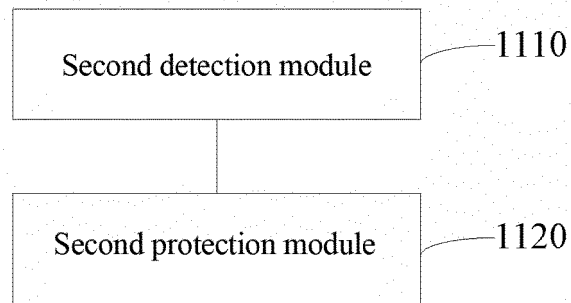 Second detection module
1110
Second protection module
1120